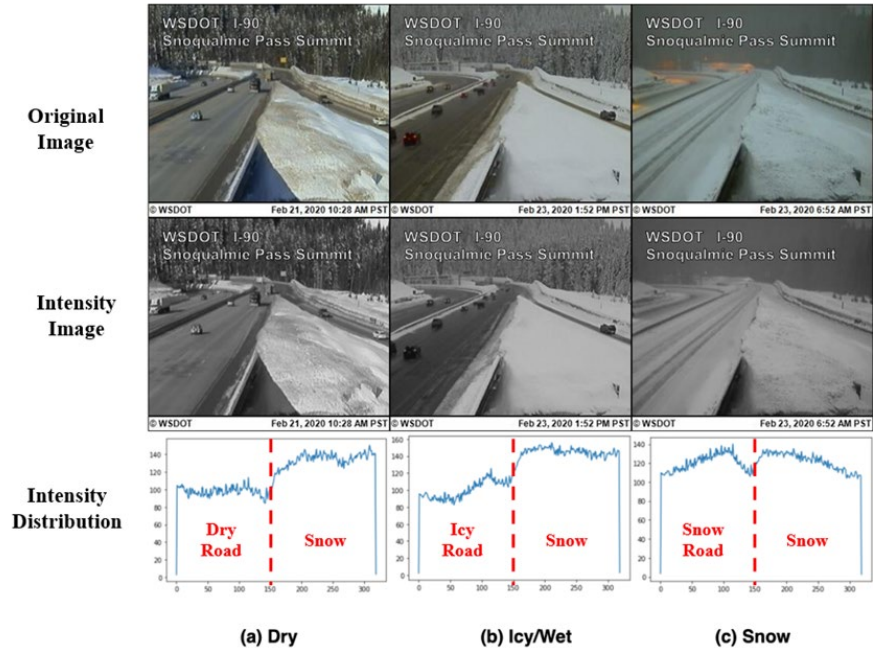 WSDOT I-90
Snoqualmie Pass Summit
WSDOT I-90
Snoqualmie Pass Summit
WSDOT I-90
Snoqualmie Pass Summit
Original
Image
© WSDOT Feb 21, 2020 10:28 AM PST
© WSDOT Feb 23, 2020 1:52 PM PST
© WSDOT Feb 23, 2020 6:52 AM PST
WSDOT I-90
Snoqualmie Pass Summit
WSDOT I-90
Snoqualmie Pass Summit
WSDOT I-90
Snoqualmie Pass Summit
Intensity
Image
© WSDOT Feb 21, 2020 10:28 AM PST
© WSDOT Feb 23, 2020 1:52 PM PST
© WSDOT Feb 23, 2020 6:52 AM PST
Intensity
Distribution
140
120
100
80
60
40
20
0
0 50 100 150 200 250 300
Dry
Road
Snow
160
140
120
100
80
60
40
20
0
0 50 100 150 200 250 300
Icy
Road
Snow
140
120
100
80
60
40
20
0
0 50 100 150 200 250 300
Snow
Road
Snow
(a) Dry
(b) Icy/Wet
(c) Snow